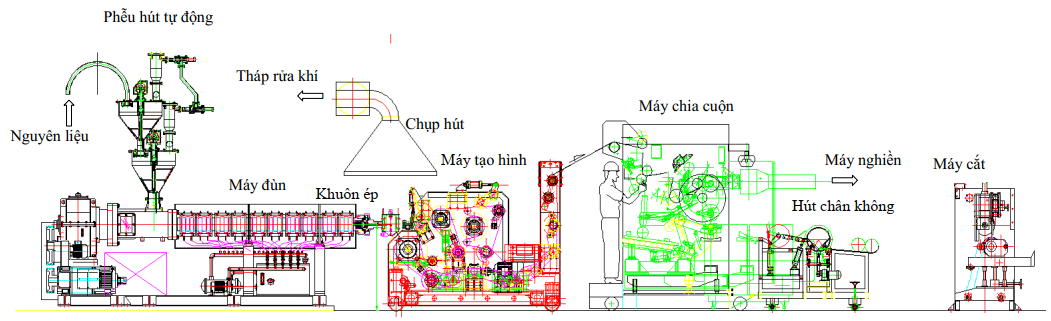 Phễu hút tự động
Tháp rửa khí
Máy chia cuộn
Chụp hút
Nguyên liệu
Máy tạo hình
Máy nghiền
Máy cắt
Máy đùn
Khuôn ép
Hút chân không